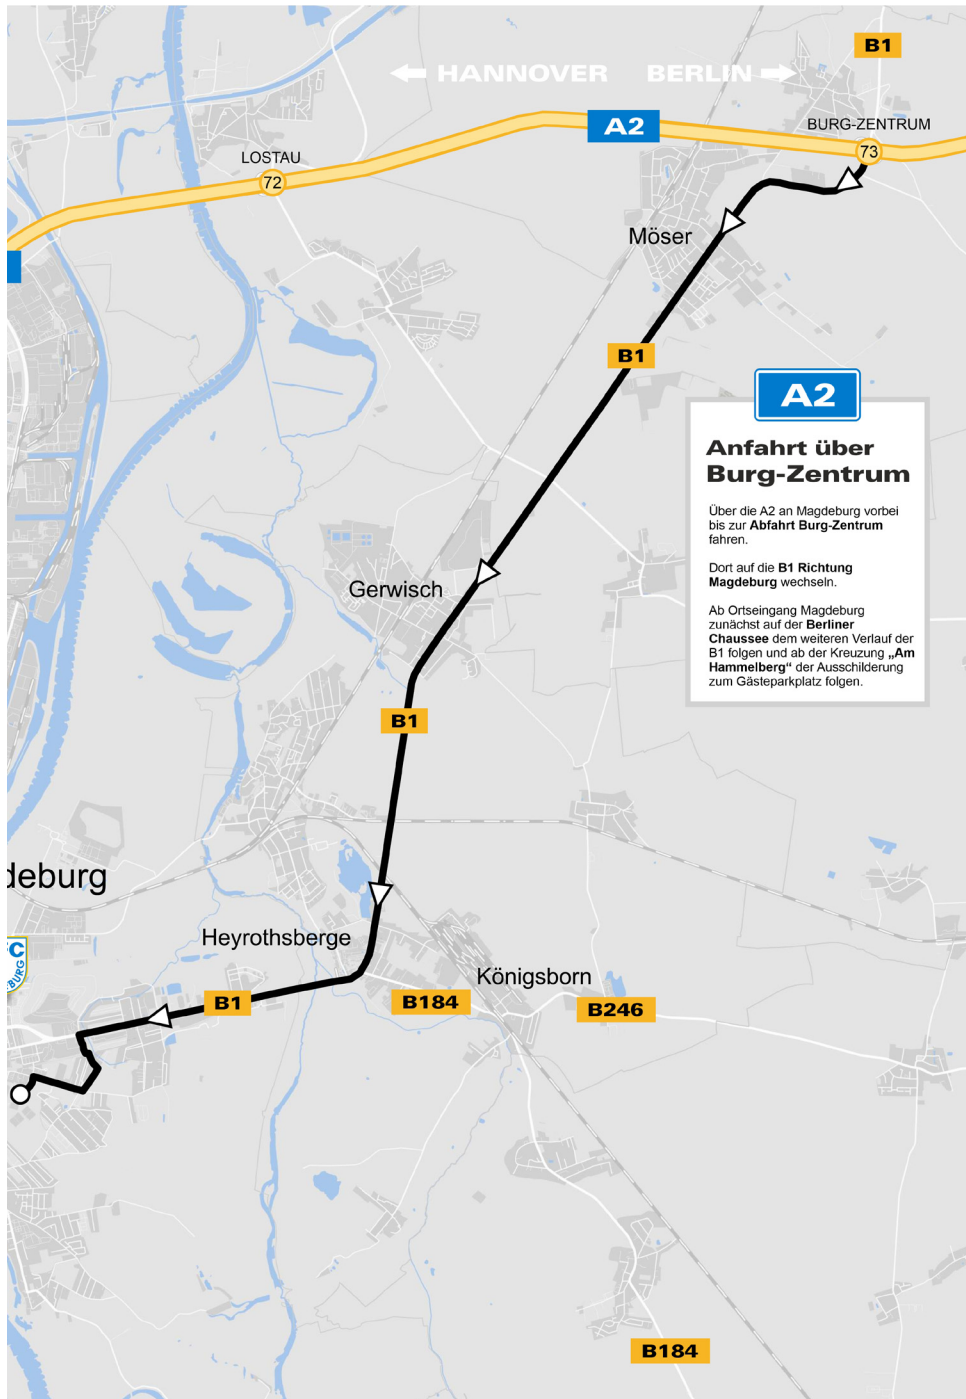 B1
HANNOVER BERLIN
A2
BURG-ZENTRUM
73
LOSTAU
72
Möser
B1
A2
Anfahrt über
Burg-Zentrum
Über die A2 an Magdeburg vorbei
bis zur Abfahrt Burg-Zentrum
fahren.
Dort auf die B1 Richtung
Magdeburg wechseln.
Ab Ortseingang Magdeburg
zunächst auf der Berliner
Chaussee dem weiteren Verlauf der
B1 folgen und ab der Kreuzung „Am
Hammelberg“ der Ausschilderung
zum Gästeparkplatz folgen.
Gerwisch
B1
deburg
Heyrothsberge
C
BURG
Königsborn
B1
B184
B246
B184